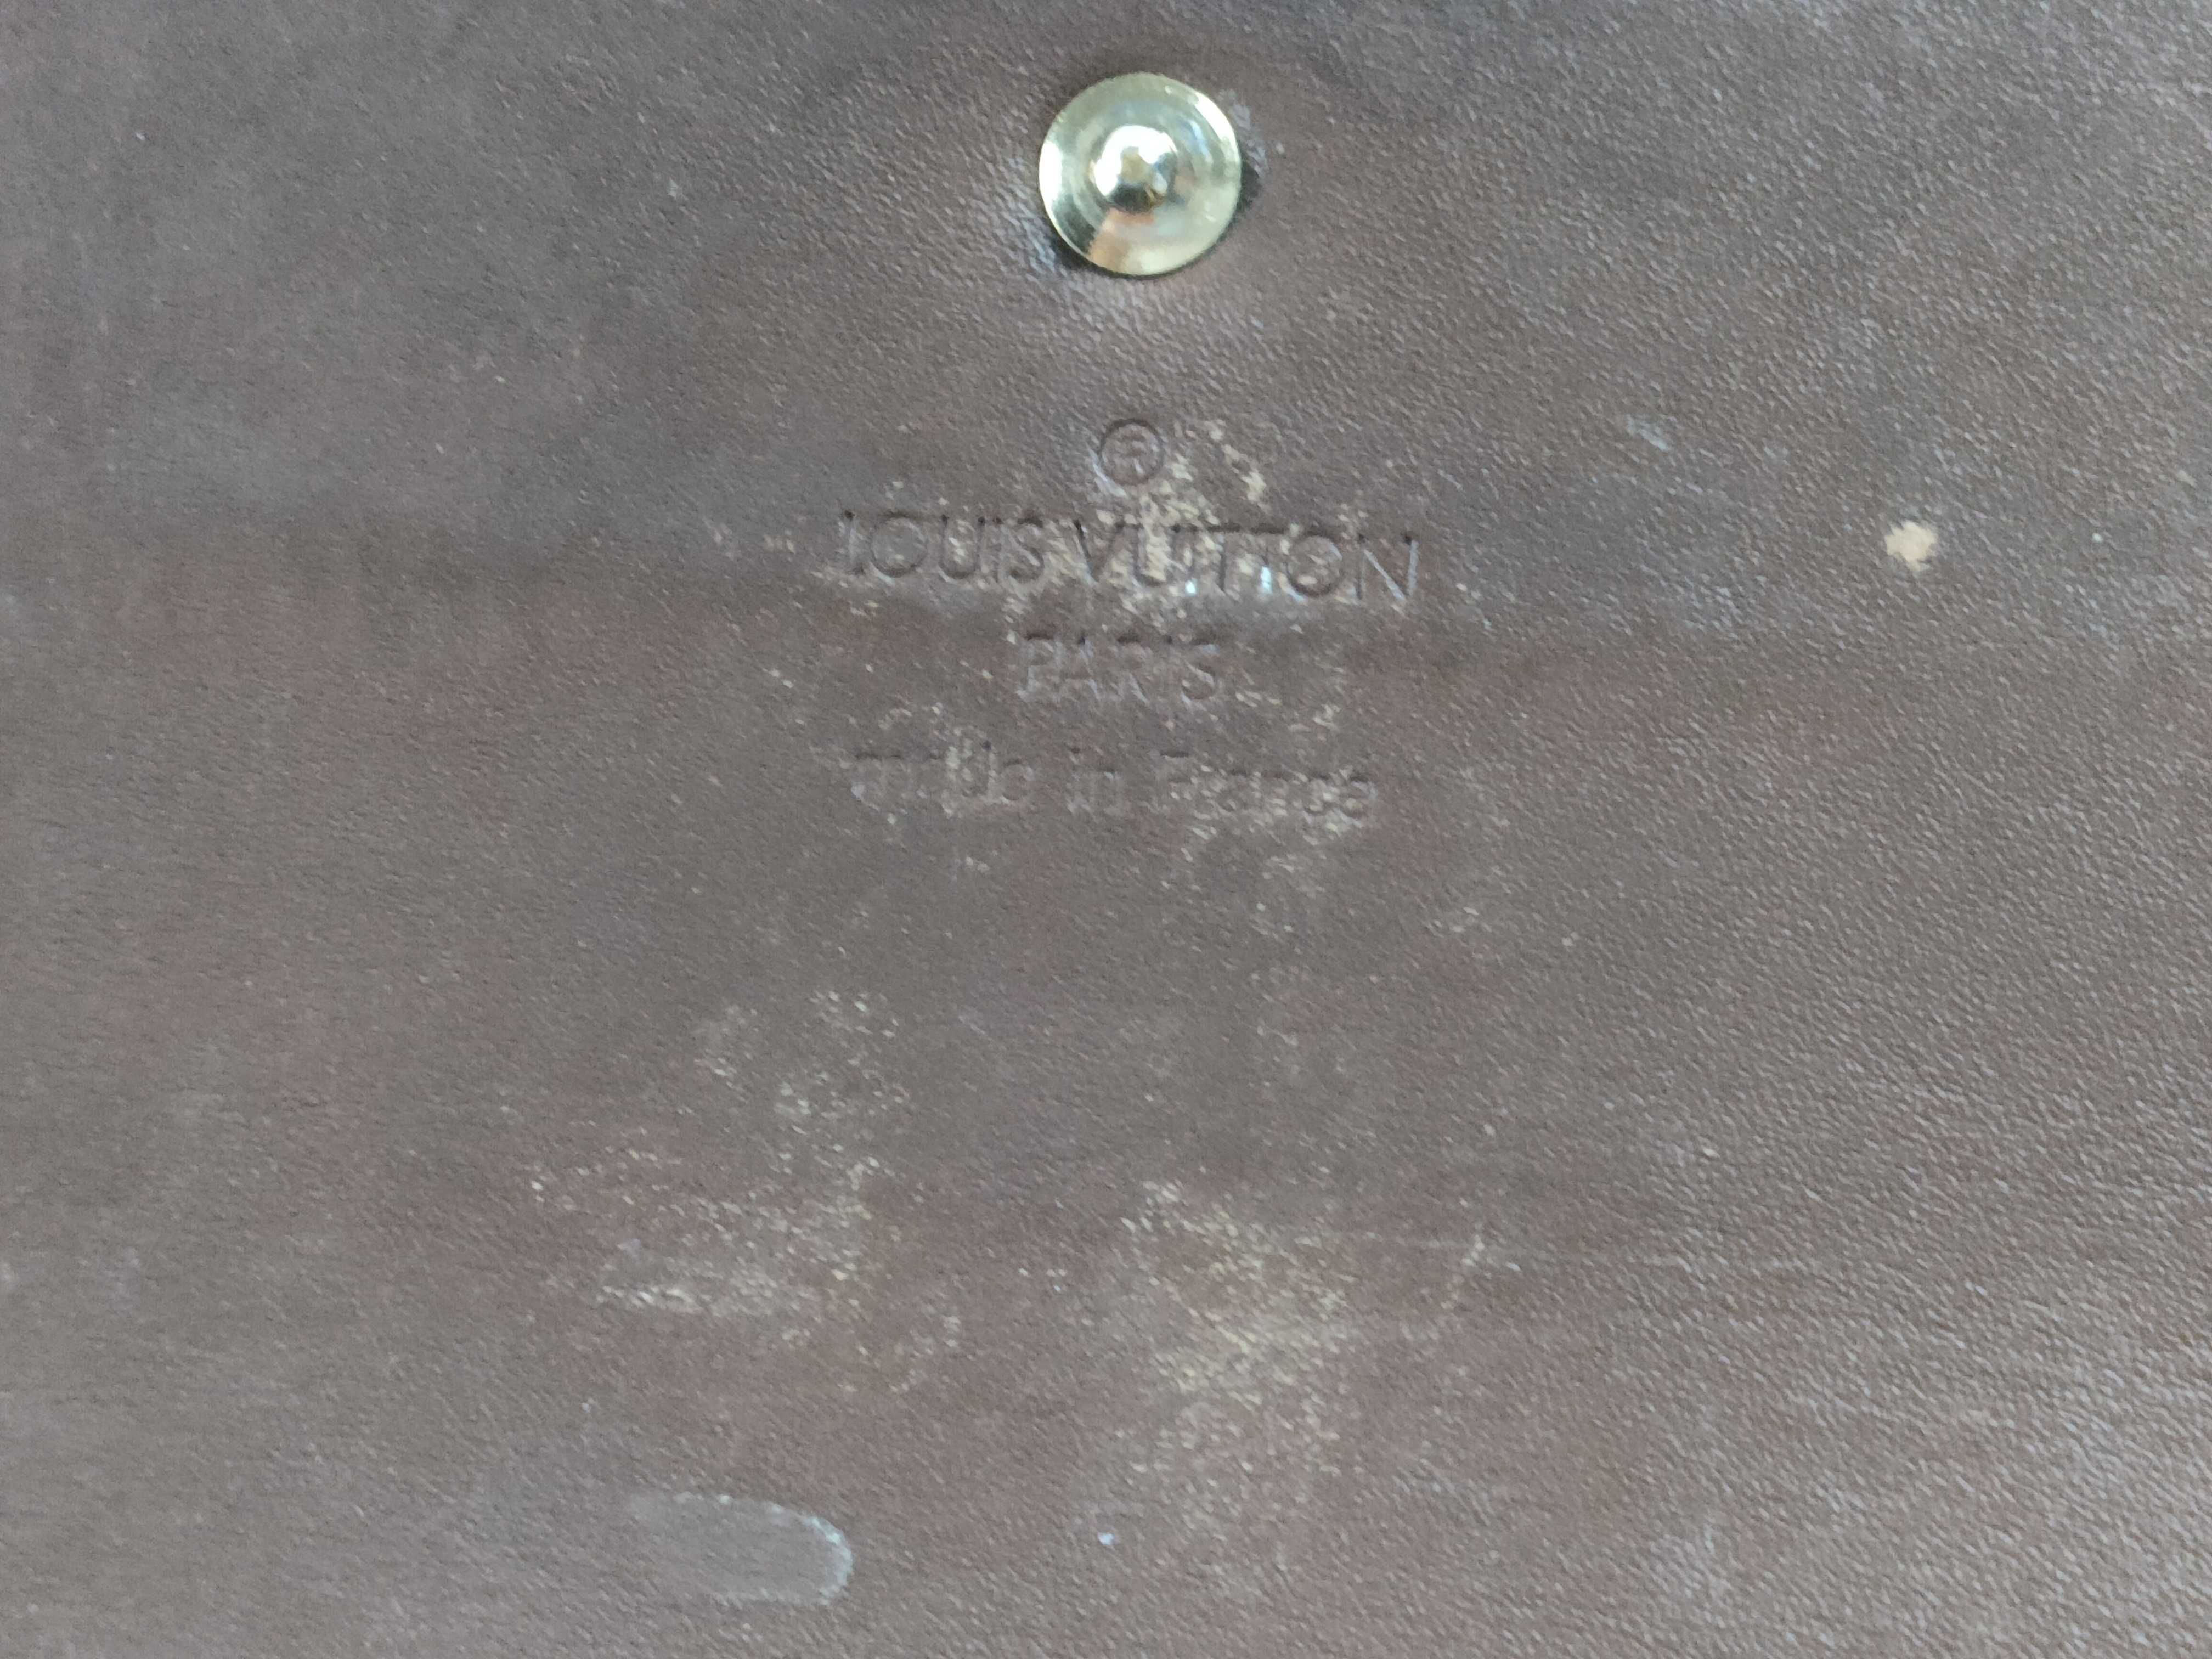 ®
LOUIS VUITTON
PARIS
made in France